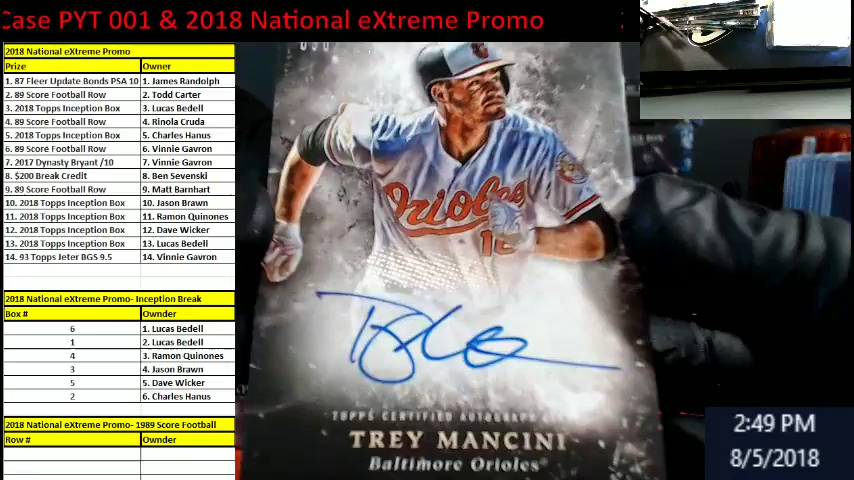 Case PYT 001 & 2018 National eXtreme Promo
2018 National eXtreme Promo
Prize Owner
1. 87 Fleer Update Bonds PSA 10 1. James Randolph
2. 89 Score Football Row 2. Todd Carter
3. 2018 Topps Inception Box 3. Lucas Bedell
4. 89 Score Football Row 4. Rinola Cruda
5. 2018 Topps Inception Box 5. Charles Hanus
6. 89 Score Football Row 6. Vinnie Gavron
7. 2017 Dynasty Bryant /10 7. Vinnie Gavron
8. $200 Break Credit 8. Ben Sevenski
9. 89 Score Football Row 9. Matt Barnhart
10. 2018 Topps Inception Box 10. Jason Brawn
11. 2018 Topps Inception Box 11. Ramon Quinones
12. 2018 Topps Inception Box 12. Dave Wicker
13. 2018 Topps Inception Box 13. Lucas Bedell
14. 93 Topps Jeter BGS 9.5 14. Vinnie Gavron
2018 National eXtreme Promo- Inception Break
Box # Ownder
6 1. Lucas Bedell
1 2. Lucas Bedell
4 3. Ramon Quinones
3 4. Jason Brawn
5 5. Dave Wicker
2 6. Charles Hanus
2018 National eXtreme Promo- 1989 Score Football
Row # Ownder
Orioles
TOPPS CERTIFIED AUTOGRAPH
TREY MANCINI
Baltimore Orioles
2:49 PM
8/5/2018